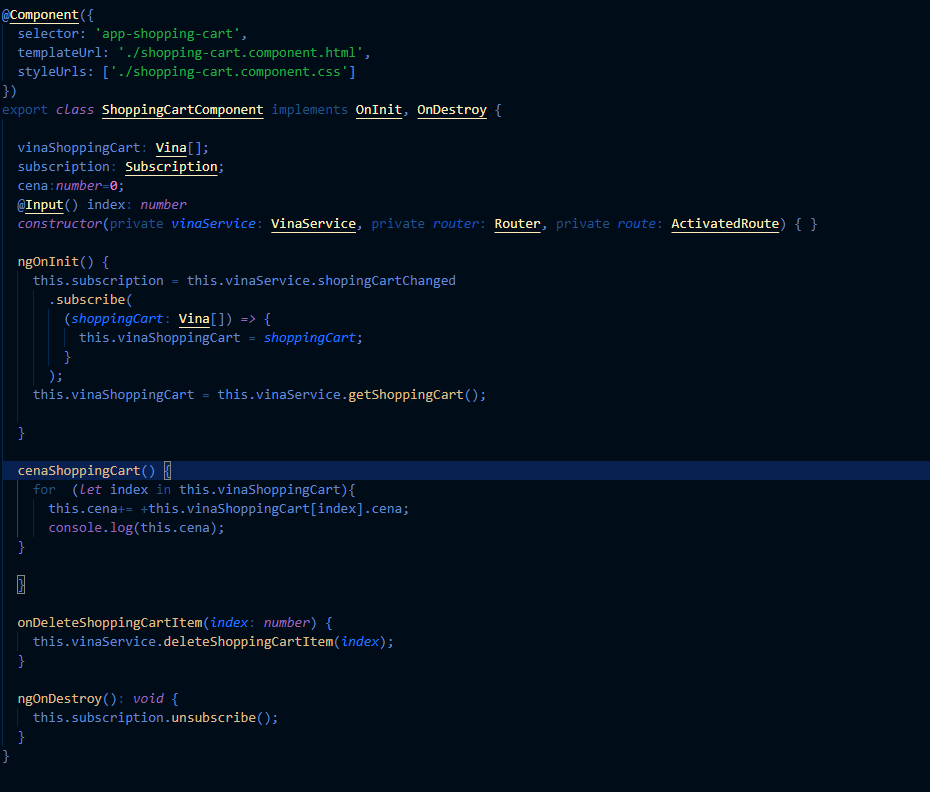 @Component({
  selector: 'app-shopping-cart',
  templateUrl: './shopping-cart.component.html',
  styleUrls: ['./shopping-cart.component.css']
})
export class ShoppingCartComponent implements OnInit, OnDestroy {
  vinaShoppingCart: Vina[];
  subscription: Subscription;
  cena:number=0;
  @Input() index: number
  constructor(private vinaService: VinaService, private router: Router, private route: ActivatedRoute) { }
  ngOnInit() {
    this.subscription = this.vinaService.shopingCartChanged
      .subscribe(
        (shoppingCart: Vina[]) => {
          this.vinaShoppingCart = shoppingCart;
        }
      );
    this.vinaShoppingCart = this.vinaService.getShoppingCart();
  }
  cenaShoppingCart() {
    for  (let index in this.vinaShoppingCart){
      this.cena+= +this.vinaShoppingCart[index].cena;
      console.log(this.cena);
  }
  }
  onDeleteShoppingCartItem(index: number) {
    this.vinaService.deleteShoppingCartItem(index);
  }
  ngOnDestroy(): void {
    this.subscription.unsubscribe();
  }
}